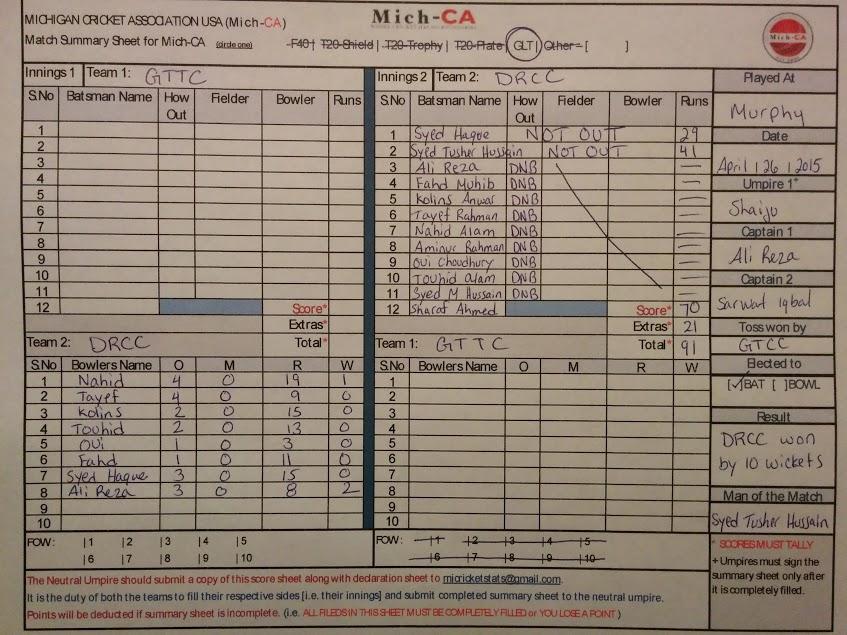 MICHIGAN CRICKET ASSOCIATION USA (Mich-CA)
Mich-CA
Match Summary Sheet for Mich-CA (circle one) F40 | T20-Shield | T20-Trophy | T20-Plate | GLT | Other - [ ]
Mich-CA
Innings 1 Team 1: GTTC
S.No Batsman Name How Out Fielder Bowler Runs
1
2
3
4
5
6
7
8
9
10
11
12 Score*
Extras*
Total*
Team 2: DRCC
S.No Bowlers Name O M R W
1 Nahid 4 0 19 1
2 Tayef 4 0 9 0
3 Kolins 2 0 15 0
4 Touhid 2 0 13 0
5 Oui 1 0 3 0
6 Fahd 1 0 11 0
7 Syed Haque 3 0 15 0
8 Ali Reza 3 0 8 2
9
10
FOW: |1 |2 |3 |4 |5
|6 |7 |8 |9 |10
Innings 2 Team 2: DRCC
S.No Batsman Name How Out Fielder Bowler Runs
1 Syed Haque NOT OUT 29
2 Syed Tusher Hussain NOT OUT 41
3 Ali Reza DNB —
4 Fahd Muhib DNB —
5 Kolins Anwar DNB —
6 Tayef Rahman DNB —
7 Nahid Alam DNB —
8 Aminur Rahman DNB —
9 Oui Choudhury DNB —
10 Touhid Alam DNB —
11 Syed M Hussain DNB —
12 Sharat Ahmed Score* 70
Extras* 21
Team 1: GTTC Total* 91
S.No Bowlers Name O M R W
1
2
3
4
5
6
7
8
9
10
FOW: |1 |2 |3 |4 |5
|6 |7 |8 |9 |10
Played At
Murphy
Date
April | 26 | 2015
Umpire 1*
Shaiju
Captain 1
Ali Reza
Captain 2
Sarwat Iqbal
Toss won by
GTCC
Elected to
[✓]BAT [ ]BOWL
Result
DRCC won
by 10 wickets
Man of the Match
Syed Tusher Hussain
* SCORES MUST TALLY
+ Umpires must sign the
summary sheet only after
it is completely filled.
The Neutral Umpire should submit a copy of this score sheet along with declaration sheet to micricketstats@gmail.com.
It is the duty of both the teams to fill their respective sides [i.e. their innings] and submit completed summary sheet to the neutral umpire.
Points will be deducted if summary sheet is incomplete. (i.e. ALL FILEDS IN THIS SHEET MUST BE COMPLETELY FILLED or YOU LOSE A POINT )